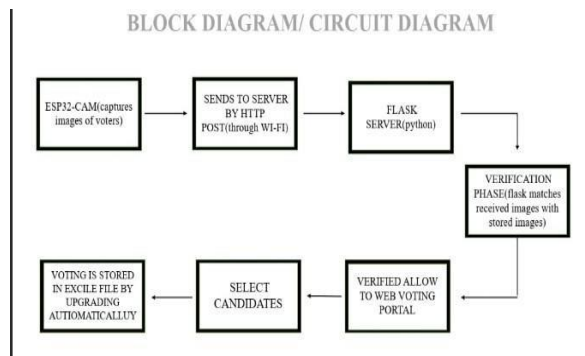 BLOCK DIAGRAM/ CIRCUIT DIAGRAM
ESP32-CAM(captures
images of voters)
SENDS TO SERVER
BY HTTP
POST(through WI-FI)
FLASK
SERVER(python)
VERIFICATION
PHASE(flask matches
received images with
stored images)
VERIFIED ALLOW
TO WEB VOTING
PORTAL
SELECT
CANDIDATES
VOTING IS STORED
IN EXCILE FILE BY
UPGRADING
AUTIOMATICALLUY